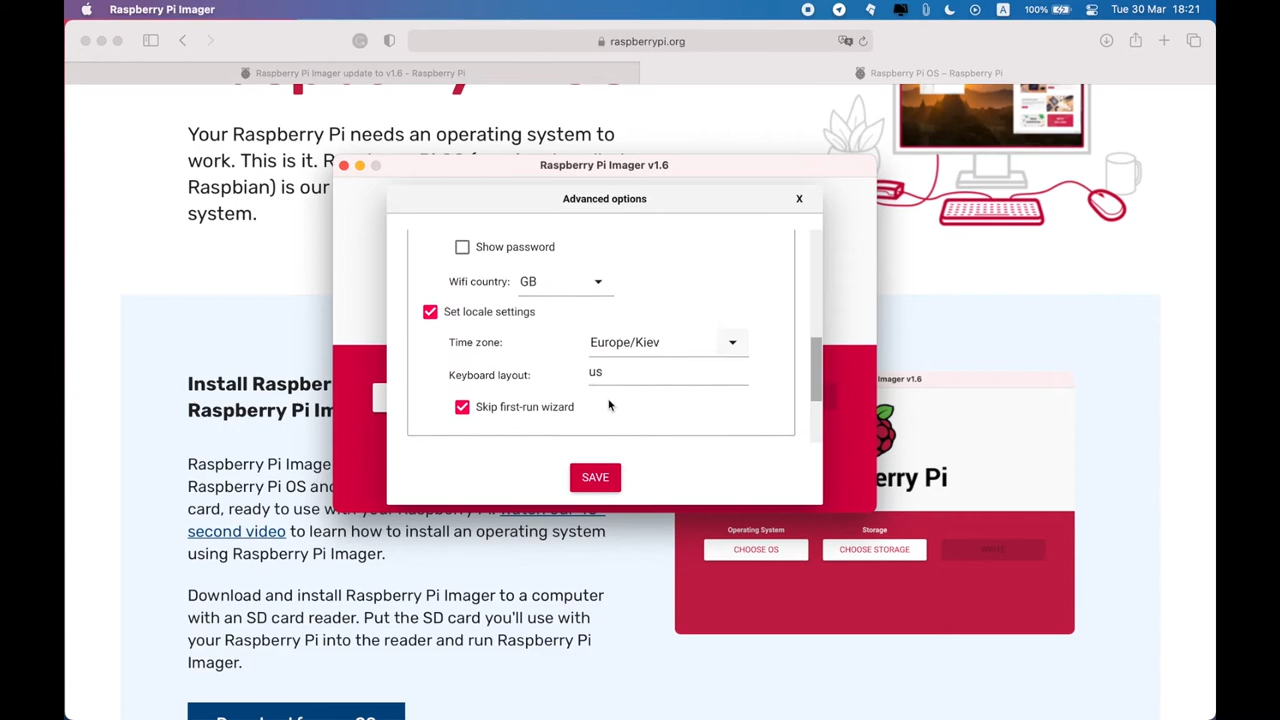 Raspberry Pi Imager
100%
Tue 30 Mar 18:21
raspberrypi.org
Raspberry Pi Imager update to v1.6 - Raspberry Pi
Raspberry Pi OS – Raspberry Pi
Your Raspberry Pi needs an operating system to
work. This is it.
Raspbian) is our
system.
Raspberry Pi Imager v1.6
Advanced options
X
Show password
Wifi country: GB
Set locale settings
Time zone: Europe/Kiev
Keyboard layout: us
Skip first-run wizard
SAVE
Install Raspber
Raspberry Pi Im
Raspberry Pi Image
Raspberry Pi OS and
card, ready to use
second video to learn how to install an operating system
using Raspberry Pi Imager.
Download and install Raspberry Pi Imager to a computer
with an SD card reader. Put the SD card you'll use with
your Raspberry Pi into the reader and run Raspberry Pi
Imager.
Imager v1.6
erry Pi
Operating System
Storage
CHOOSE OS
CHOOSE STORAGE
WRITE